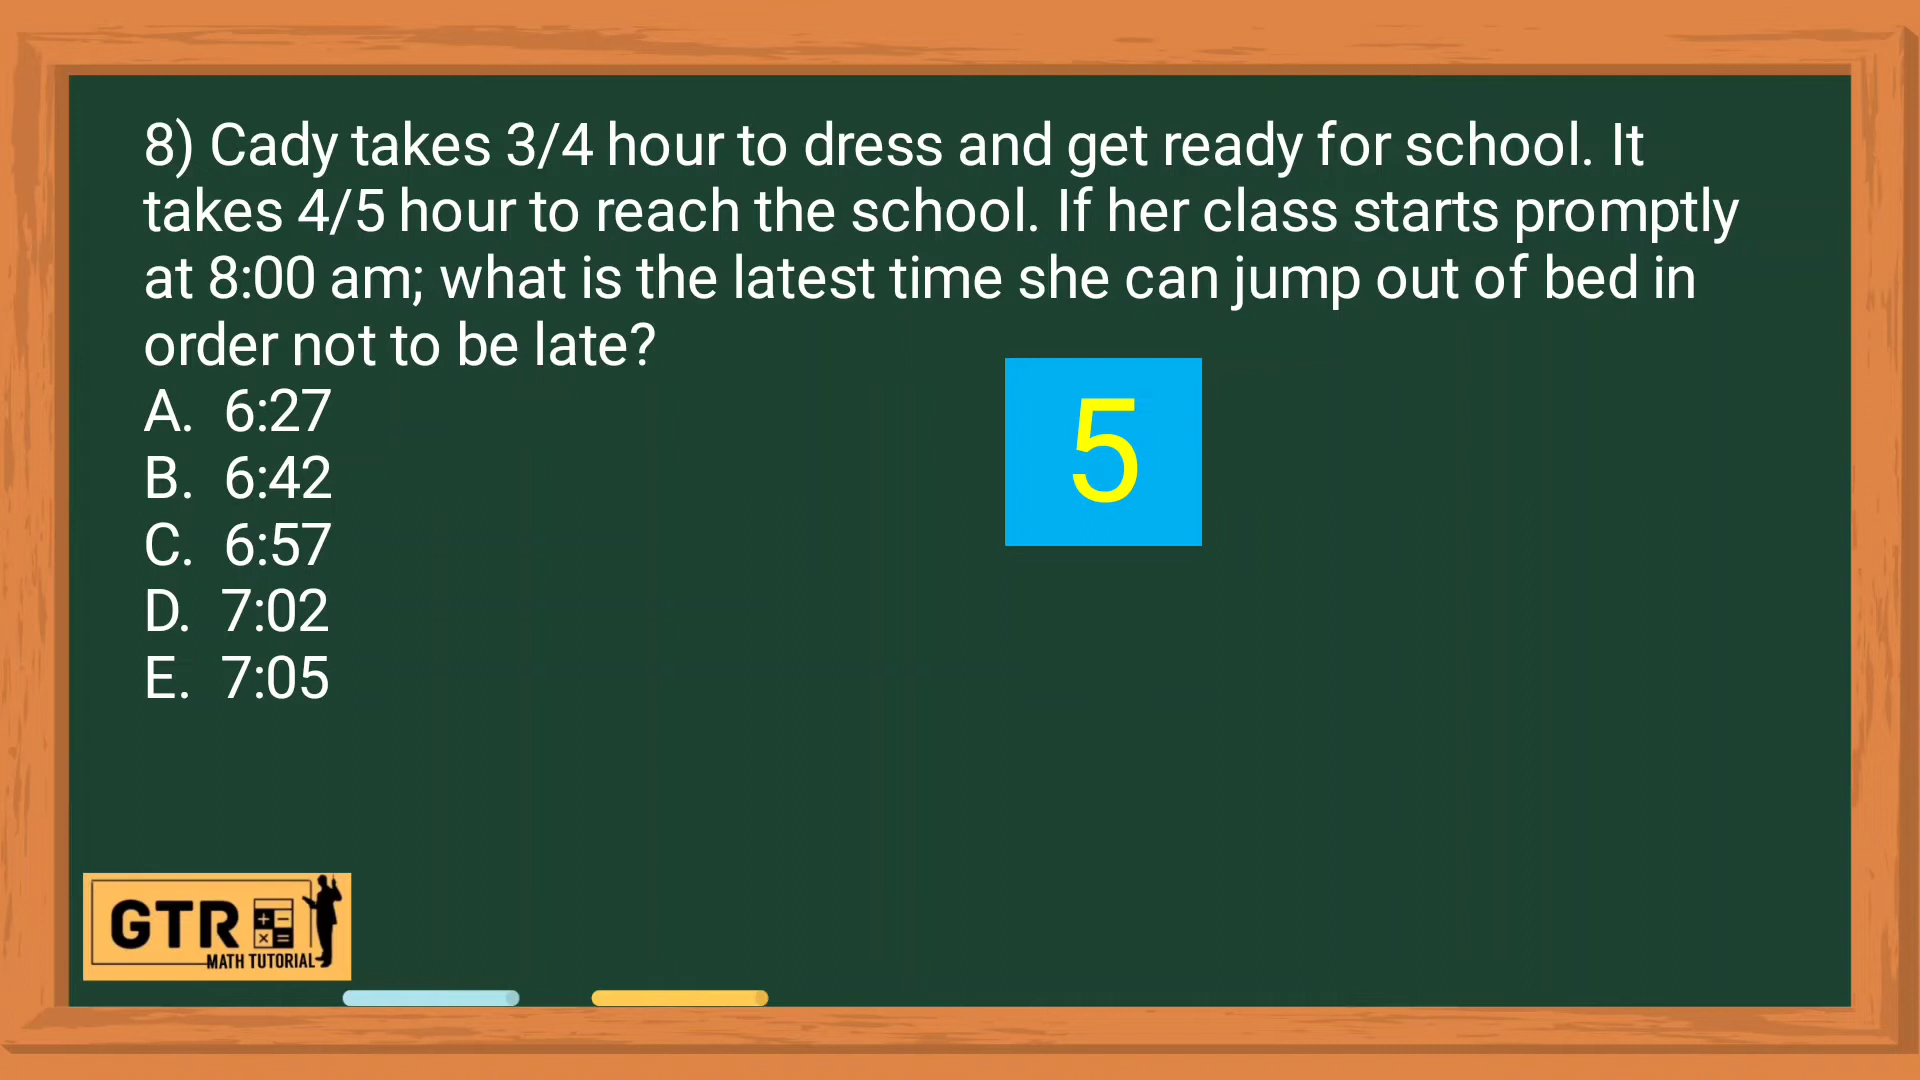 8) Cady takes 3/4 hour to dress and get ready for school. It
takes 4/5 hour to reach the school. If her class starts promptly
at 8:00 am; what is the latest time she can jump out of bed in
order not to be late?
A. 6:27
B. 6:42
C. 6:57
D. 7:02
E. 7:05
5
GTR
MATH TUTORIAL